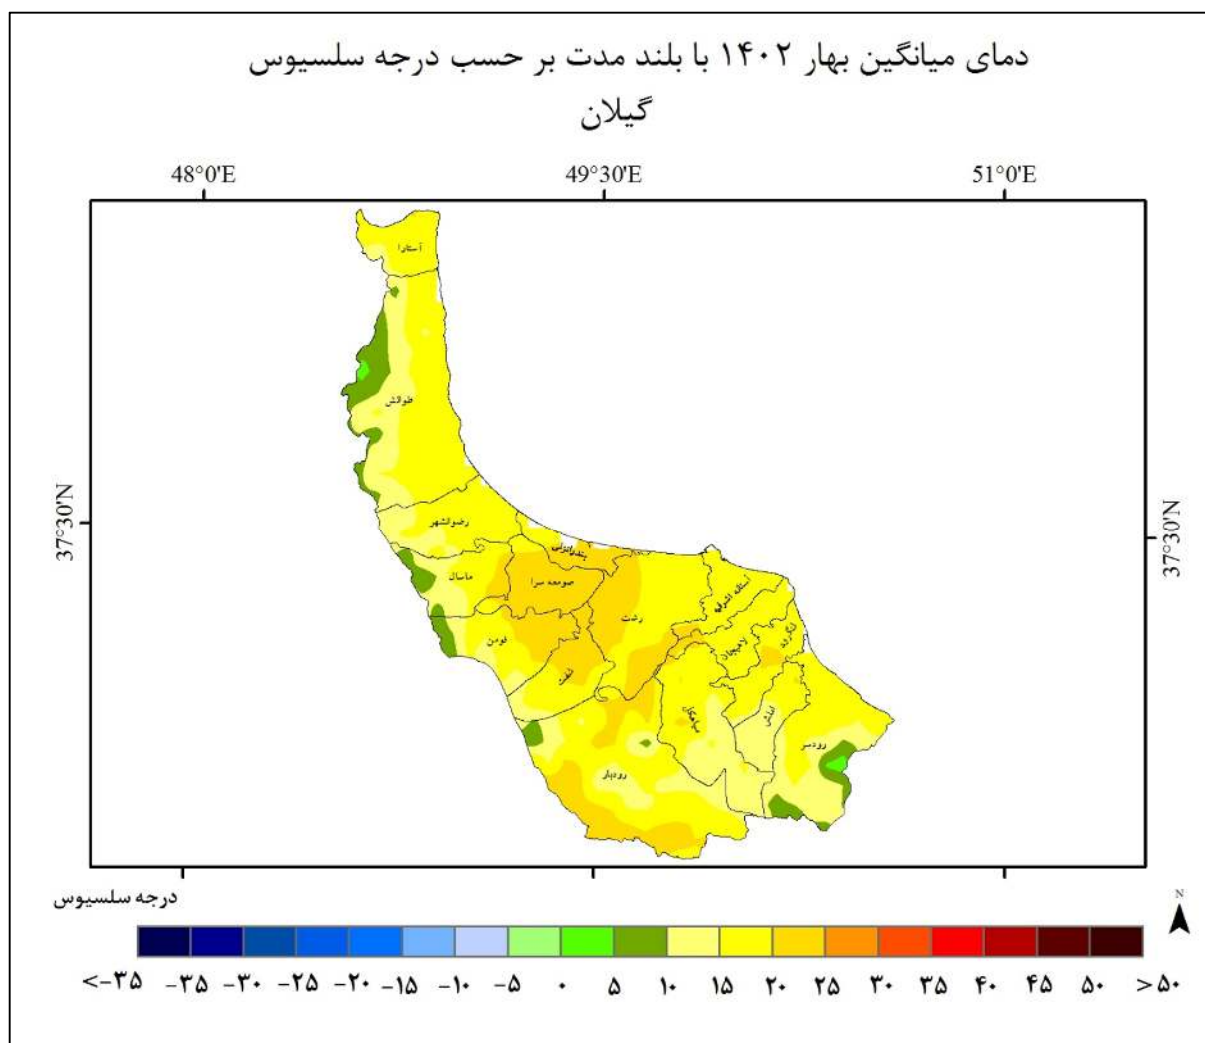 دمای میانگین بهار ۱۴۰۲ با بلند مدت بر حسب درجه سلسیوس
گیلان
48°0'E 49°30'E 51°0'E
37°30'N
37°30'N
آستارا
طوالش
رضوانشهر
بندرانزلی
ماسال
صومعه سرا
آستانه اشرفیه
رشت
فومن
لاهیجان
لنگرود
شفت
سیاهکل
املش
رودسر
رودبار
درجه سلسیوس
N
<-۳۵ -۳۵ -۳۰ -۲۵ -۲۰ -۱۵ -۱۰ -۵ ۰ ۵ ۱۰ ۱۵ ۲۰ ۲۵ ۳۰ ۳۵ ۴۰ ۴۵ ۵۰ >۵۰